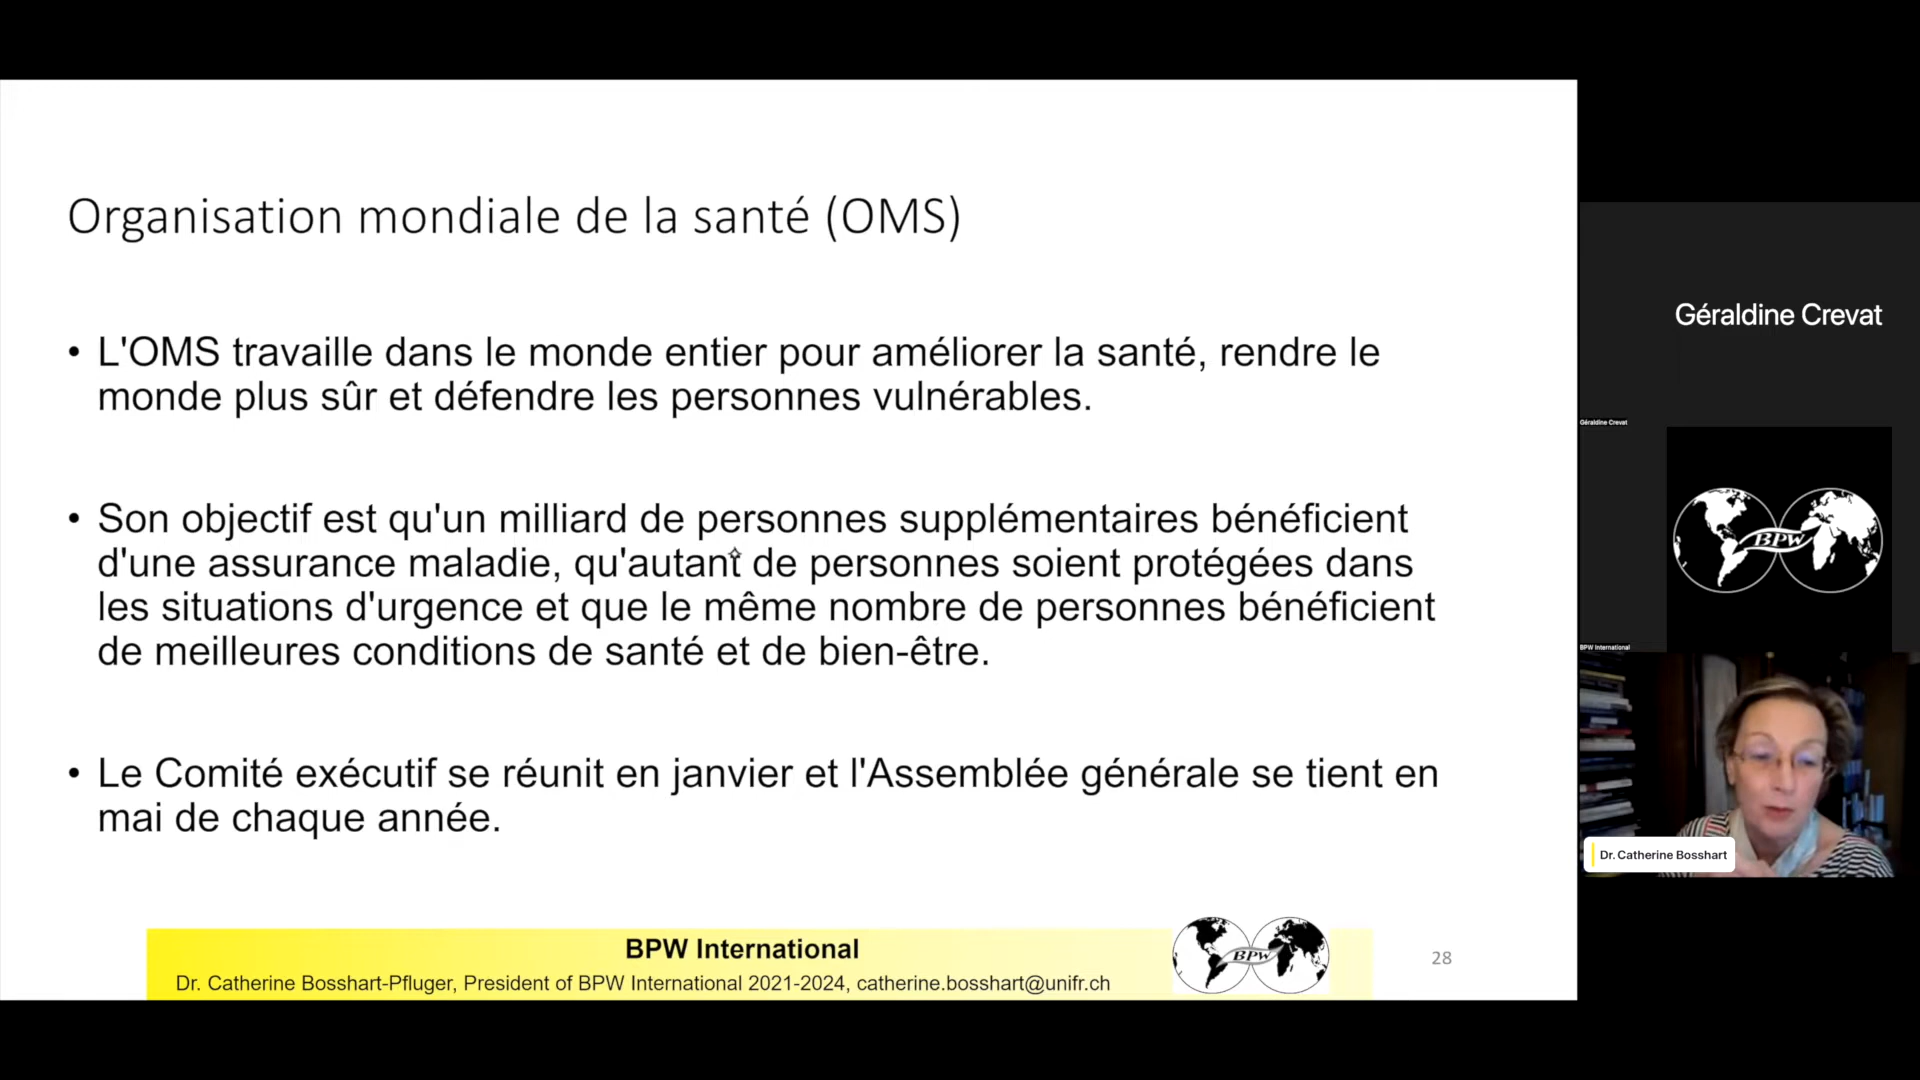 Organisation mondiale de la santé (OMS)
• L'OMS travaille dans le monde entier pour améliorer la santé, rendre le
monde plus sûr et défendre les personnes vulnérables.
• Son objectif est qu'un milliard de personnes supplémentaires bénéficient
d'une assurance maladie, qu'autant de personnes soient protégées dans
les situations d'urgence et que le même nombre de personnes bénéficient
de meilleures conditions de santé et de bien-être.
• Le Comité exécutif se réunit en janvier et l'Assemblée générale se tient en
mai de chaque année.
BPW International
Dr. Catherine Bosshart-Pfluger, President of BPW International 2021-2024, catherine.bosshart@unifr.ch
BPW
28
Géraldine Crevat
Géraldine Crevat
BPW
BPW International
Dr. Catherine Bosshart